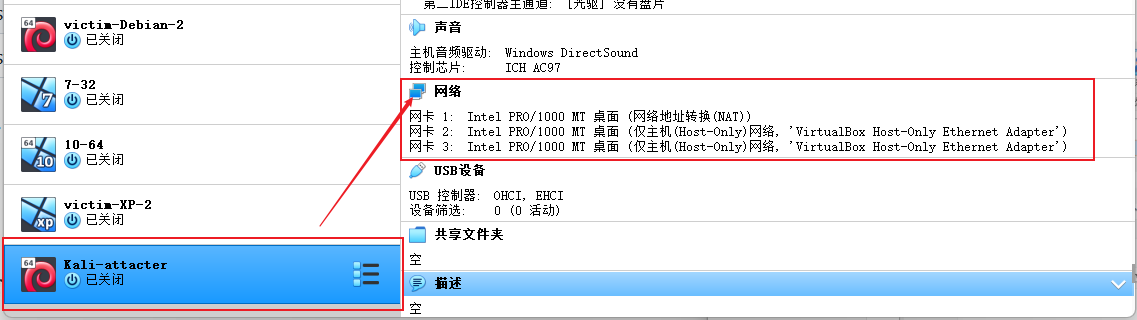 victim-Debian-2
64
已关闭
7-32
7
已关闭
10-64
64
10
已关闭
victim-XP-2
xp
已关闭
Kali-attacter
64
已关闭
第二IDE控制器主通道: [光驱] 没有盘片
声音
主机音频驱动: Windows DirectSound
控制芯片: ICH AC97
网络
网卡 1: Intel PRO/1000 MT 桌面 (网络地址转换(NAT))
网卡 2: Intel PRO/1000 MT 桌面 (仅主机(Host-Only)网络, 'VirtualBox Host-Only Ethernet Adapter')
网卡 3: Intel PRO/1000 MT 桌面 (仅主机(Host-Only)网络, 'VirtualBox Host-Only Ethernet Adapter')
USB设备
USB 控制器: OHCI, EHCI
设备筛选: 0 (0 活动)
共享文件夹
空
描述
空